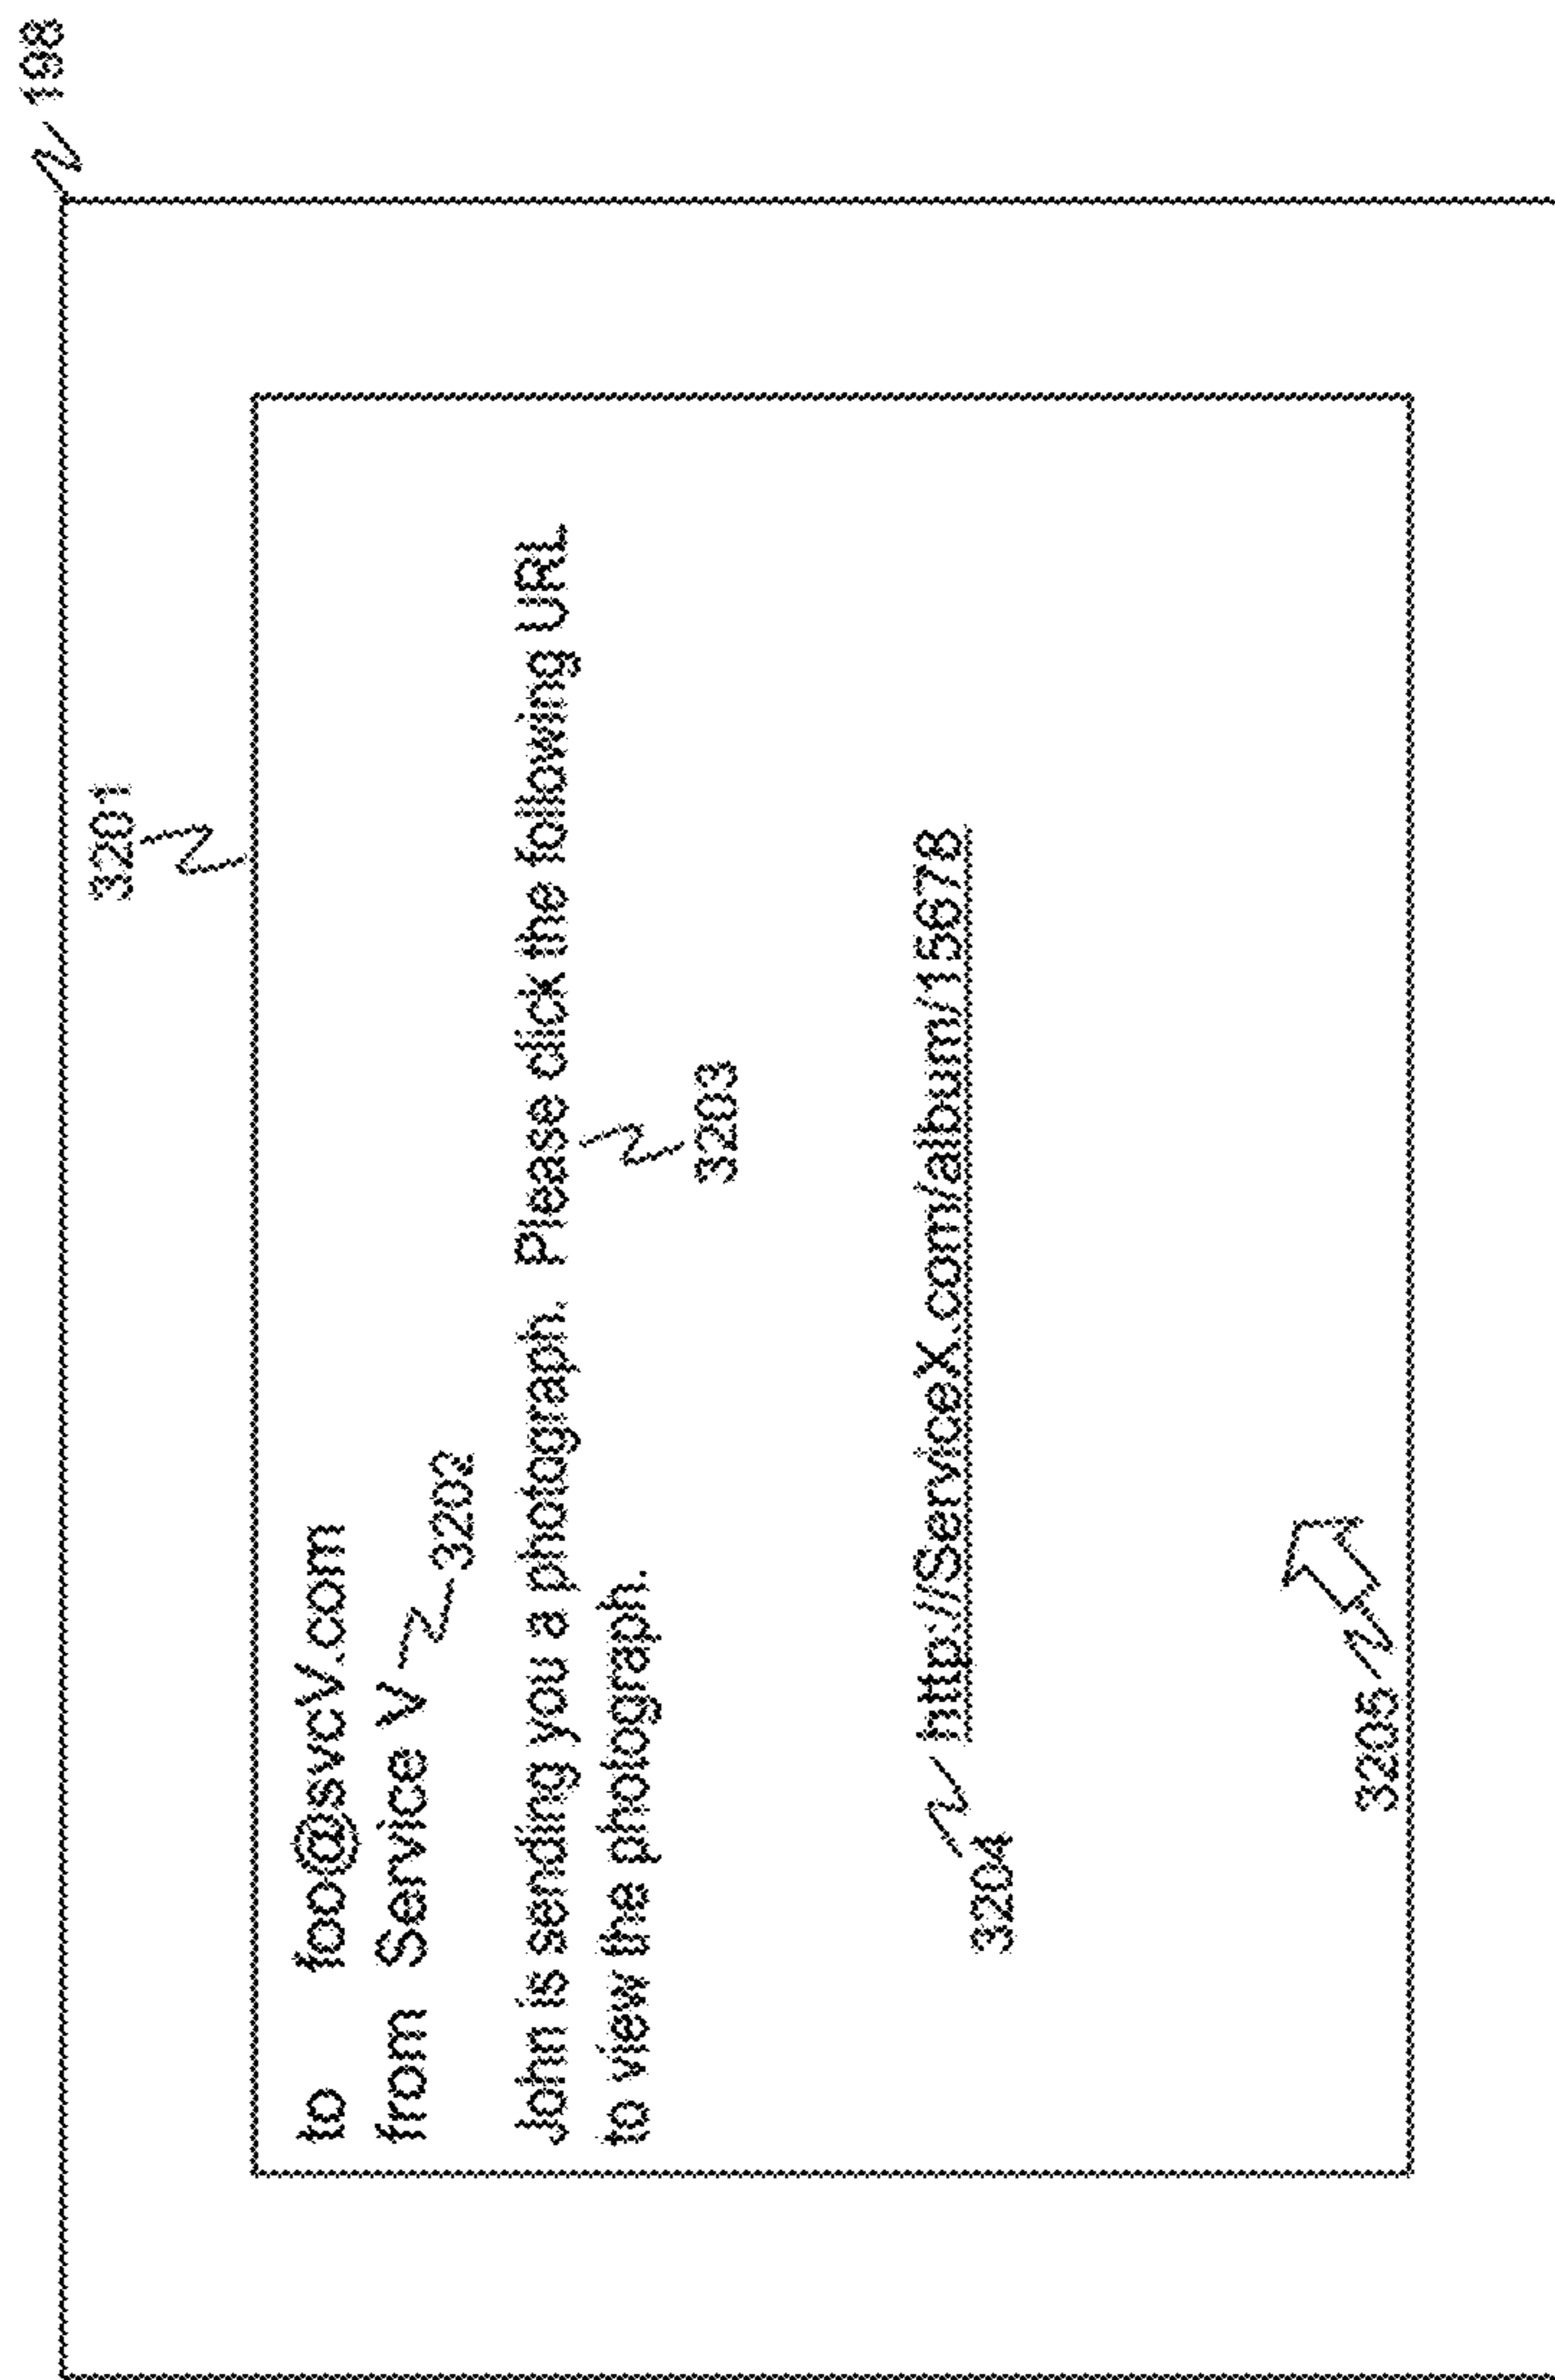 198
3201
to foo@svcV.com
from Service V
3202
John is sending you a photograph. Please click the following URL
to view the photograph.
3203
3204
http://ServiceX.com/album/15678
3205